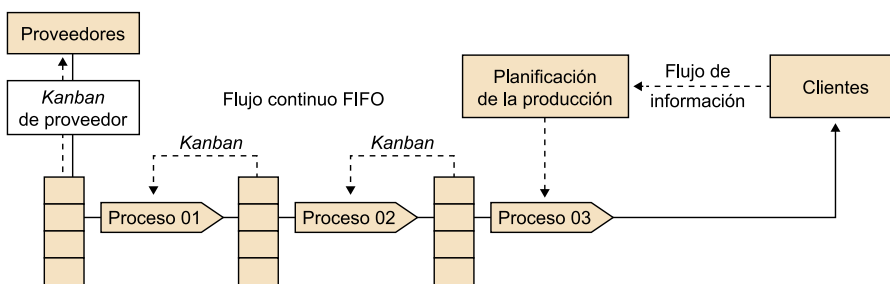 Proveedores
Kanban
de proveedor
Flujo continuo FIFO
Planificación
de la producción
Flujo de
información
Clientes
Kanban
Kanban
Proceso 01
Proceso 02
Proceso 03